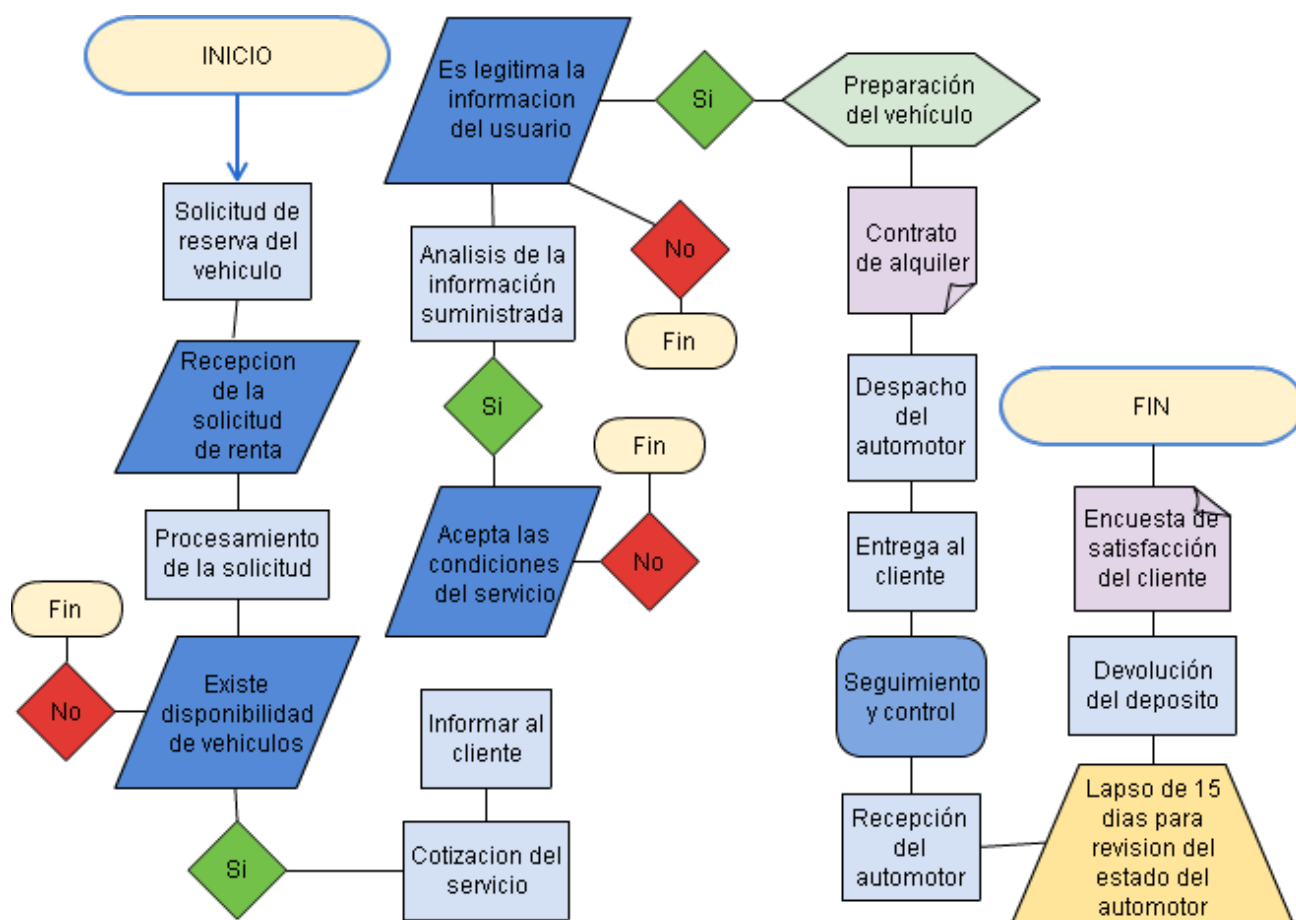 INICIO
Solicitud de
reserva del
vehiculo
Recepcion
de la
solicitud
de renta
Procesamiento
de la solicitud
Fin
No
Existe
disponibilidad
de vehiculos
Si
Cotizacion del
servicio
Informar al
cliente
Acepta las
condiciones
del servicio
No
Fin
Si
Analisis de la
información
suministrada
Es legitima la
informacion
del usuario
No
Fin
Si
Preparación
del vehículo
Contrato
de alquiler
Despacho
del
automotor
Entrega al
cliente
Seguimiento
y control
Recepción
del
automotor
Lapso de 15
dias para
revision del
estado del
automotor
Devolución
del deposito
Encuesta de
satisfacción
del cliente
FIN